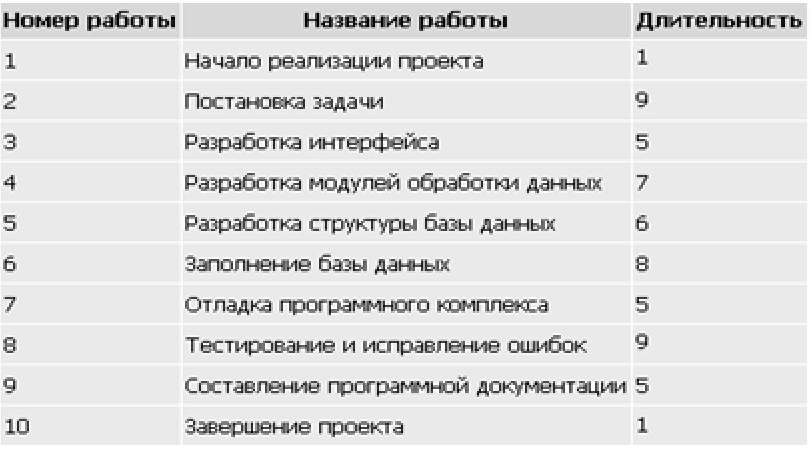 Номер работы Название работы Длительность
1 Начало реализации проекта 1
2 Постановка задачи 9
3 Разработка интерфейса 5
4 Разработка модулей обработки данных 7
5 Разработка структуры базы данных 6
6 Заполнение базы данных 8
7 Отладка программного комплекса 5
8 Тестирование и исправление ошибок 9
9 Составление программной документации 5
10 Завершение проекта 1